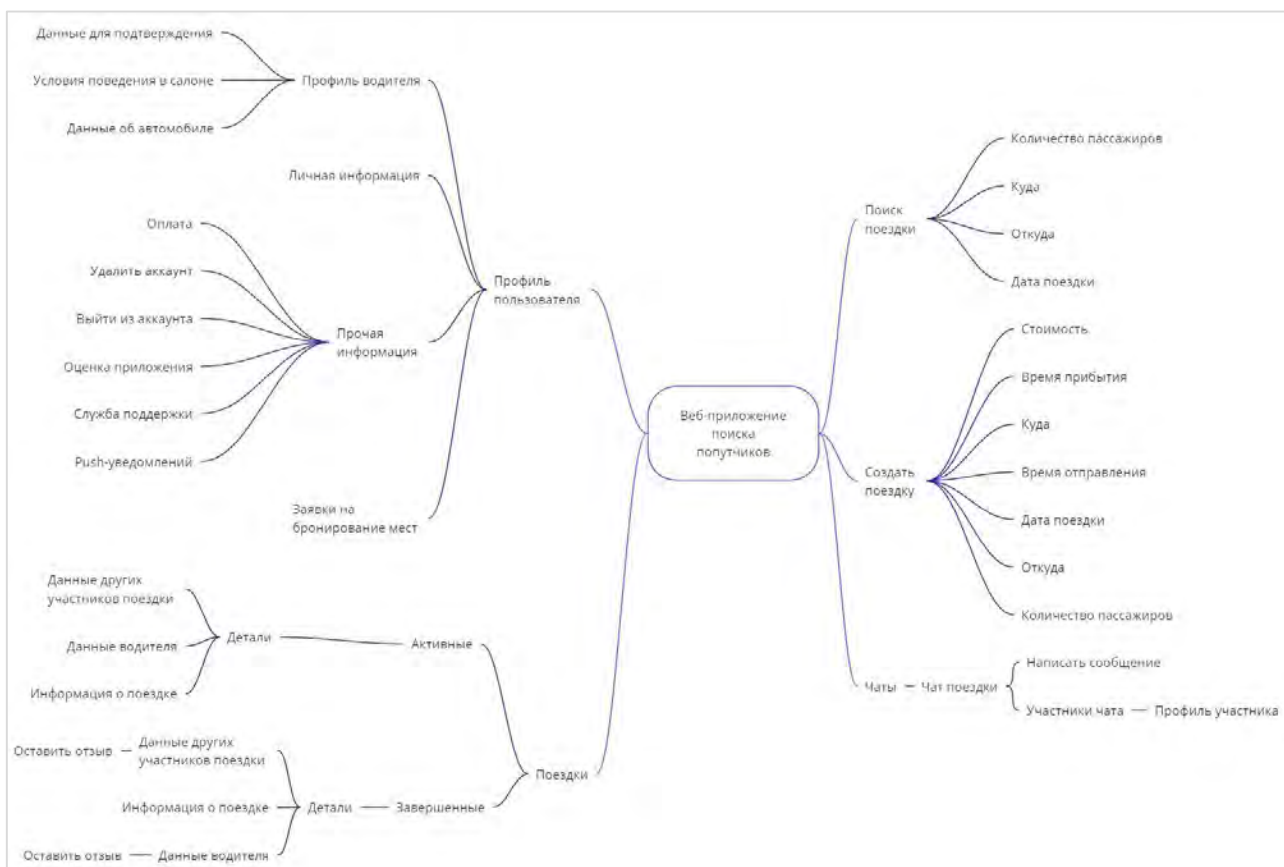 Данные для подтверждения
Условия поведения в салоне
Данные об автомобиле
Профиль водителя
Личная информация
Оплата
Удалить аккаунт
Выйти из аккаунта
Оценка приложения
Служба поддержки
Push-уведомлений
Прочая
информация
Заявки на
бронирование мест
Профиль
пользователя
Данные других
участников поездки
Данные водителя
Информация о поездке
Детали
Активные
Оставить отзыв
Данные других
участников поездки
Информация о поездке
Оставить отзыв
Данные водителя
Детали
Завершенные
Поездки
Веб-приложение
поиска
попутчиков
Поиск
поездки
Количество пассажиров
Куда
Откуда
Дата поездки
Создать
поездку
Стоимость
Время прибытия
Куда
Время отправления
Дата поездки
Откуда
Количество пассажиров
Чаты
Чат поездки
Написать сообщение
Участники чата
Профиль участника